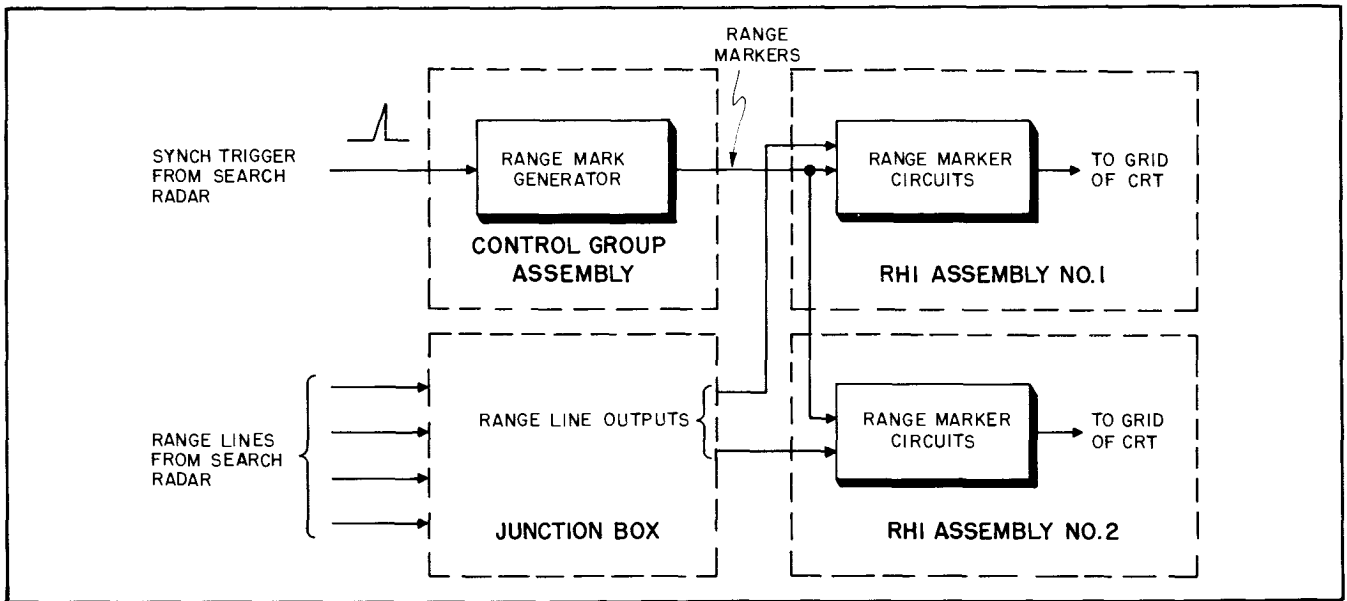 RANGE
MARKERS
SYNCH TRIGGER
FROM SEARCH
RADAR
RANGE MARK
GENERATOR
CONTROL GROUP
ASSEMBLY
RANGE MARKER
CIRCUITS
TO GRID
OF CRT
RHI ASSEMBLY NO.1
RANGE LINES
FROM SEARCH
RADAR
RANGE LINE OUTPUTS
JUNCTION BOX
RANGE MARKER
CIRCUITS
TO GRID
OF CRT
RHI ASSEMBLY NO.2